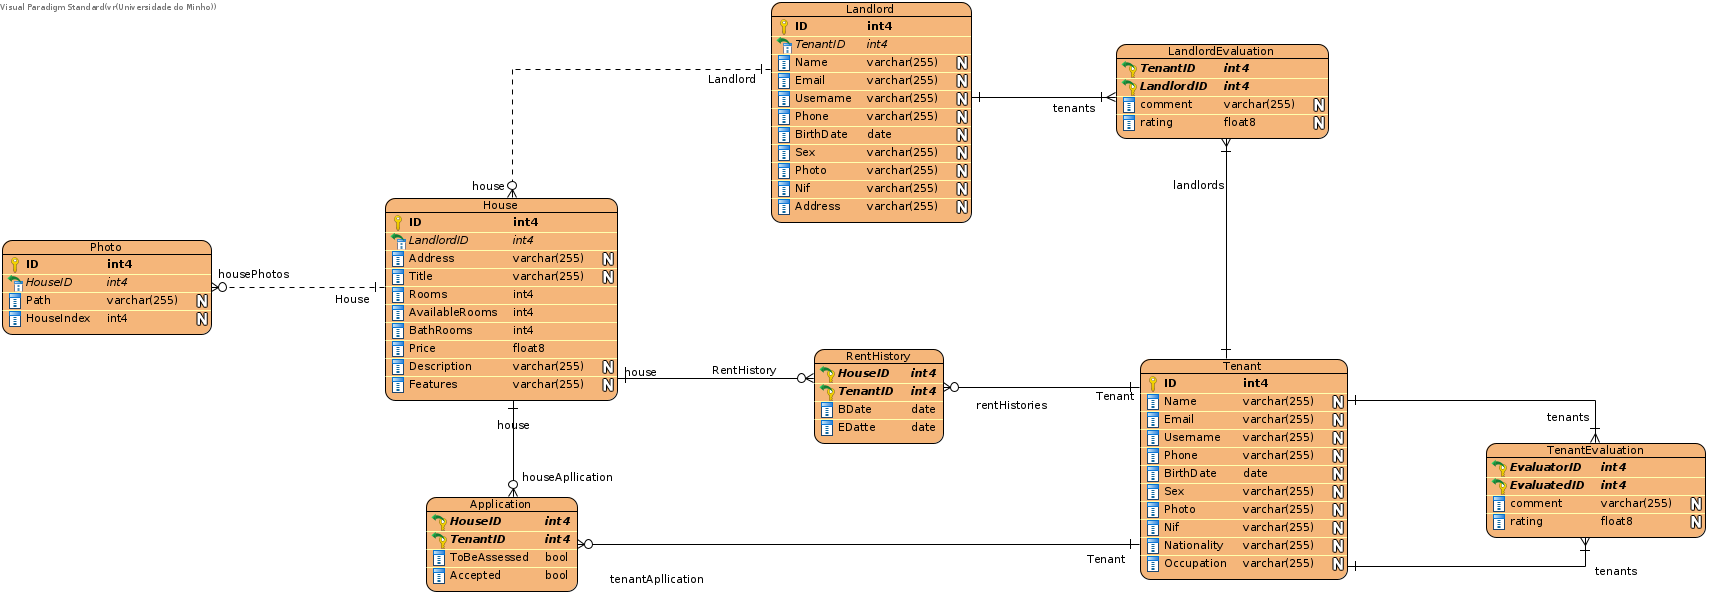 Visual Paradigm Standard(vr(Universidade do Minho))
Landlord
ID int4
TenantID int4
Name varchar(255) N
Email varchar(255) N
Username varchar(255) N
Phone varchar(255) N
BirthDate date N
Sex varchar(255) N
Photo varchar(255) N
Nif varchar(255) N
Address varchar(255) N
LandlordEvaluation
TenantID int4
LandlordID int4
comment varchar(255) N
rating float8 N
Landlord
tenants
house
landlords
House
ID int4
LandlordID int4
Address varchar(255) N
Title varchar(255) N
Rooms int4
AvailableRooms int4
BathRooms int4
Price float8
Description varchar(255) N
Features varchar(255) N
Photo
ID int4
HouseID int4
Path varchar(255) N
HouseIndex int4 N
housePhotos
House
RentHistory
HouseID int4
TenantID int4
BDate date
EDatte date
house
RentHistory
rentHistories
Tenant
Tenant
ID int4
Name varchar(255) N
Email varchar(255) N
Username varchar(255) N
Phone varchar(255) N
BirthDate date N
Sex varchar(255) N
Photo varchar(255) N
Nif varchar(255) N
Nationality varchar(255) N
Occupation varchar(255) N
tenants
TenantEvaluation
EvaluatorID int4
EvaluatedID int4
comment varchar(255) N
rating float8 N
tenants
house
houseApllication
Application
HouseID int4
TenantID int4
ToBeAssessed bool
Accepted bool
Tenant
tenantApllication